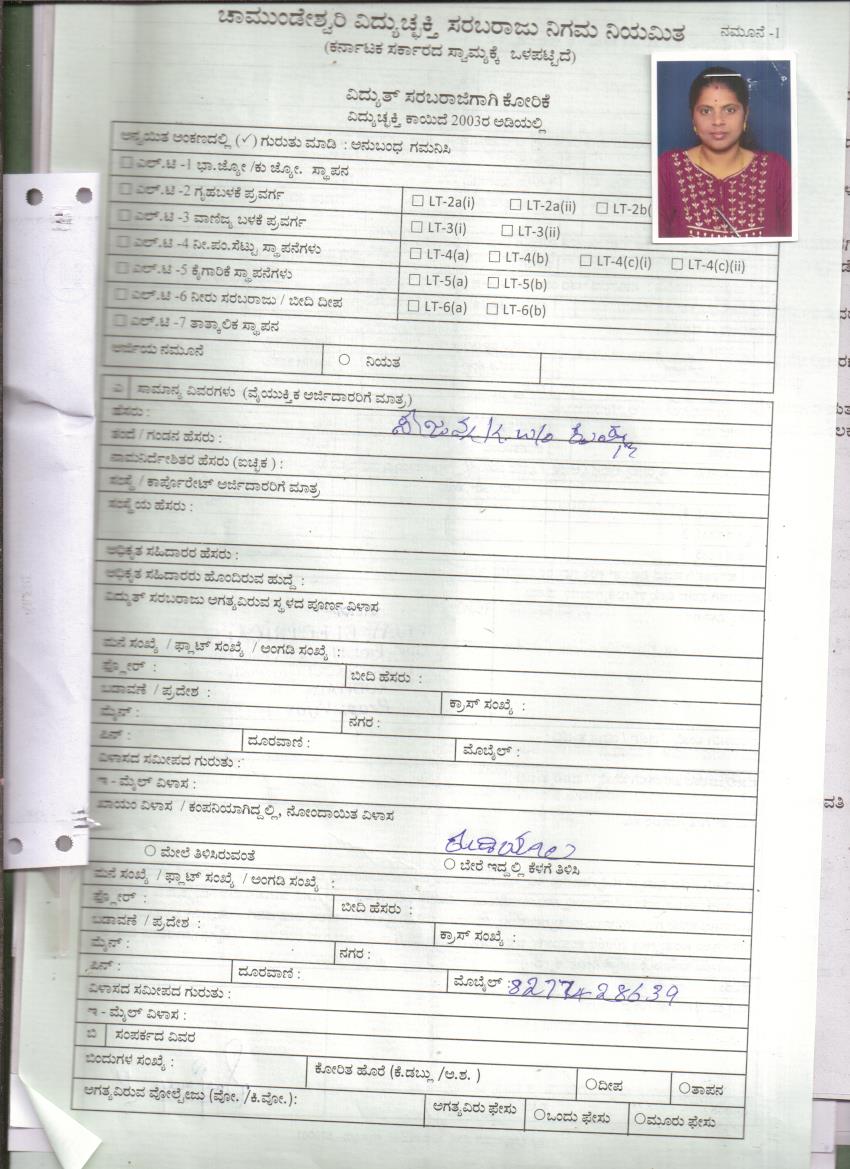 ಚಾಮುಂಡೇಶ್ವರಿ ವಿದ್ಯುಚ್ಛಕ್ತಿ ಸರಬರಾಜು ನಿಗಮ ನಿಯಮಿತ ನಮೂನೆ -1
(ಕರ್ನಾಟಕ ಸರ್ಕಾರದ ಸ್ವಾಮ್ಯಕ್ಕೆ ಒಳಪಟ್ಟಿದೆ)
ವಿದ್ಯುತ್ ಸರಬರಾಜಿಗಾಗಿ ಕೋರಿಕೆ
ವಿದ್ಯುಚ್ಛಕ್ತಿ ಕಾಯಿದೆ 2003ರ ಅಡಿಯಲ್ಲಿ
ಅನ್ವಯಿತ ಅಂಕಣದಲ್ಲಿ (✓) ಗುರುತು ಮಾಡಿ : ಅನುಬಂಧ ಗಮನಿಸಿ
☐ ಎಲ್.ಟಿ -1 ಭಾ.ಜ್ಯೋ /ಕು ಜ್ಯೋ. ಸ್ಥಾಪನ
☐ ಎಲ್.ಟಿ -2 ಗೃಹಬಳಕೆ ಪ್ರವರ್ಗ ☐ LT-2a(i) ☐ LT-2a(ii) ☐ LT-2b(
☐ ಎಲ್.ಟಿ -3 ವಾಣಿಜ್ಯ ಬಳಕೆ ಪ್ರವರ್ಗ ☐ LT-3(i) ☐ LT-3(ii)
☐ ಎಲ್.ಟಿ -4 ನೀ.ಪಂ.ಸೆಟ್ಟು ಸ್ಥಾಪನೆಗಳು ☐ LT-4(a) ☐ LT-4(b) ☐ LT-4(c)(i) ☐ LT-4(c)(ii)
☐ ಎಲ್.ಟಿ -5 ಕೈಗಾರಿಕೆ ಸ್ಥಾಪನೆಗಳು ☐ LT-5(a) ☐ LT-5(b)
☐ ಎಲ್.ಟಿ -6 ನೀರು ಸರಬರಾಜು / ಬೀದಿ ದೀಪ ☐ LT-6(a) ☐ LT-6(b)
☐ ಎಲ್.ಟಿ -7 ತಾತ್ಕಾಲಿಕ ಸ್ಥಾಪನ
ಅರ್ಜಿಯ ನಮೂನೆ ○ ನಿಯತ
ಎ ಸಾಮಾನ್ಯ ವಿವರಗಳು (ವೈಯುಕ್ತಿಕ ಅರ್ಜಿದಾರರಿಗೆ ಮಾತ್ರ)
ಹೆಸರು :
ತಂದೆ / ಗಂಡನ ಹೆಸರು :
ನಾಮನಿರ್ದೇಶಿತರ ಹೆಸರು (ಐಚ್ಛಿಕ ) :
ಸಂಸ್ಥೆ / ಕಾರ್ಪೊರೇಟ್ ಅರ್ಜಿದಾರರಿಗೆ ಮಾತ್ರ
ಸಂಸ್ಥೆಯ ಹೆಸರು :
ಅಧಿಕೃತ ಸಹಿದಾರರ ಹೆಸರು :
ಅಧಿಕೃತ ಸಹಿದಾರರು ಹೊಂದಿರುವ ಹುದ್ದೆ :
ವಿದ್ಯುತ್ ಸರಬರಾಜು ಅಗತ್ಯವಿರುವ ಸ್ಥಳದ ಪೂರ್ಣ ವಿಳಾಸ
ಮನೆ ಸಂಖ್ಯೆ / ಫ್ಲಾಟ್ ಸಂಖ್ಯೆ / ಅಂಗಡಿ ಸಂಖ್ಯೆ :
ಫ್ಲೋರ್ : ಬೀದಿ ಹೆಸರು :
ಬಡಾವಣೆ / ಪ್ರದೇಶ : ಕ್ರಾಸ್ ಸಂಖ್ಯೆ :
ಮೈನ್ : ನಗರ :
ಪಿನ್ : ದೂರವಾಣಿ : ಮೊಬೈಲ್ :
ವಿಳಾಸದ ಸಮೀಪದ ಗುರುತು :
ಇ - ಮೈಲ್ ವಿಳಾಸ :
ಖಾಯಂ ವಿಳಾಸ / ಕಂಪನಿಯಾಗಿದ್ದಲ್ಲಿ, ನೋಂದಾಯಿತ ವಿಳಾಸ
○ ಮೇಲೆ ತಿಳಿಸಿರುವಂತೆ ○ ಬೇರೆ ಇದ್ದಲ್ಲಿ ಕೆಳಗೆ ತಿಳಿಸಿ
ಮನೆ ಸಂಖ್ಯೆ / ಫ್ಲಾಟ್ ಸಂಖ್ಯೆ / ಅಂಗಡಿ ಸಂಖ್ಯೆ :
ಫ್ಲೋರ್ : ಬೀದಿ ಹೆಸರು :
ಬಡಾವಣೆ / ಪ್ರದೇಶ : ಕ್ರಾಸ್ ಸಂಖ್ಯೆ :
ಮೈನ್ : ನಗರ :
ಪಿನ್ : ದೂರವಾಣಿ : ಮೊಬೈಲ್ :8277428639
ವಿಳಾಸದ ಸಮೀಪದ ಗುರುತು :
ಇ - ಮೈಲ್ ವಿಳಾಸ :
ಬಿ ಸಂಪರ್ಕದ ವಿವರ
ಬಿಂದುಗಳ ಸಂಖ್ಯೆ : ಕೋರಿತ ಹೊರೆ (ಕೆ.ಡಬ್ಲು /ಅ.ಶ. ) ○ದೀಪ ○ತಾಪನ
ಅಗತ್ಯವಿರುವ ವೋಲ್ಟೇಜು (ವೋ. /ಕಿ.ವೋ.): ಅಗತ್ಯವಿರು ಫೇಸು ○ಒಂದು ಫೇಸು ○ಮೂರು ಫೇಸು